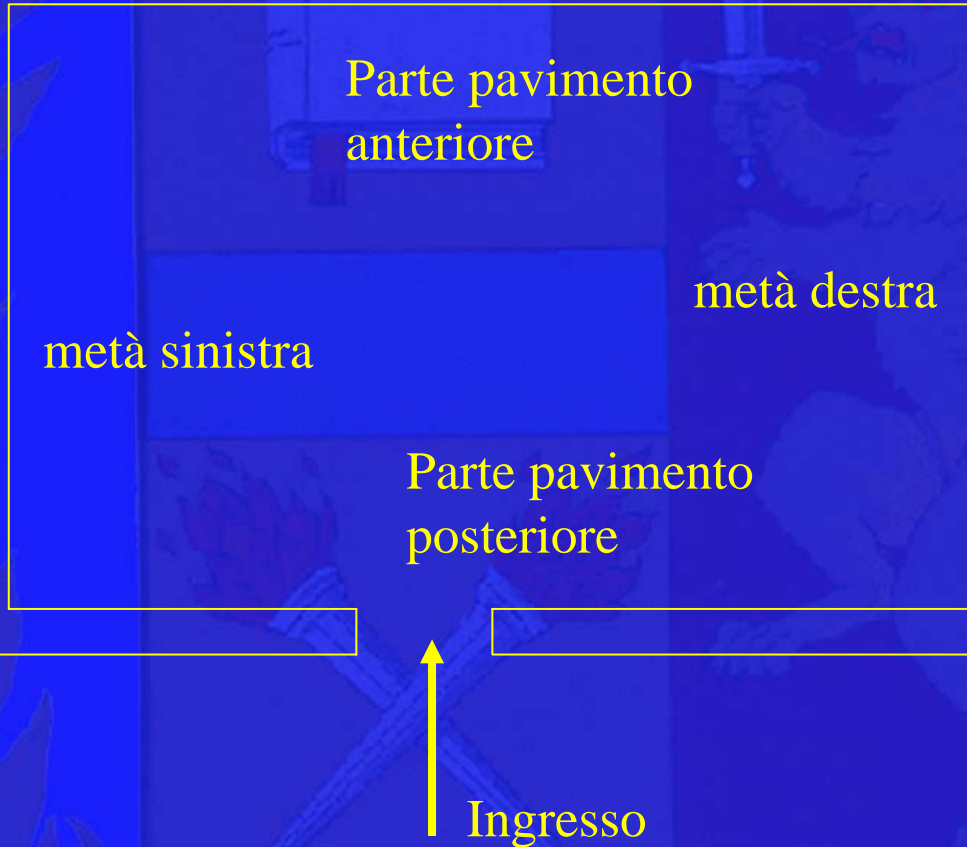 Parte pavimento
anteriore
metà destra
metà sinistra
Parte pavimento
posteriore
Ingresso